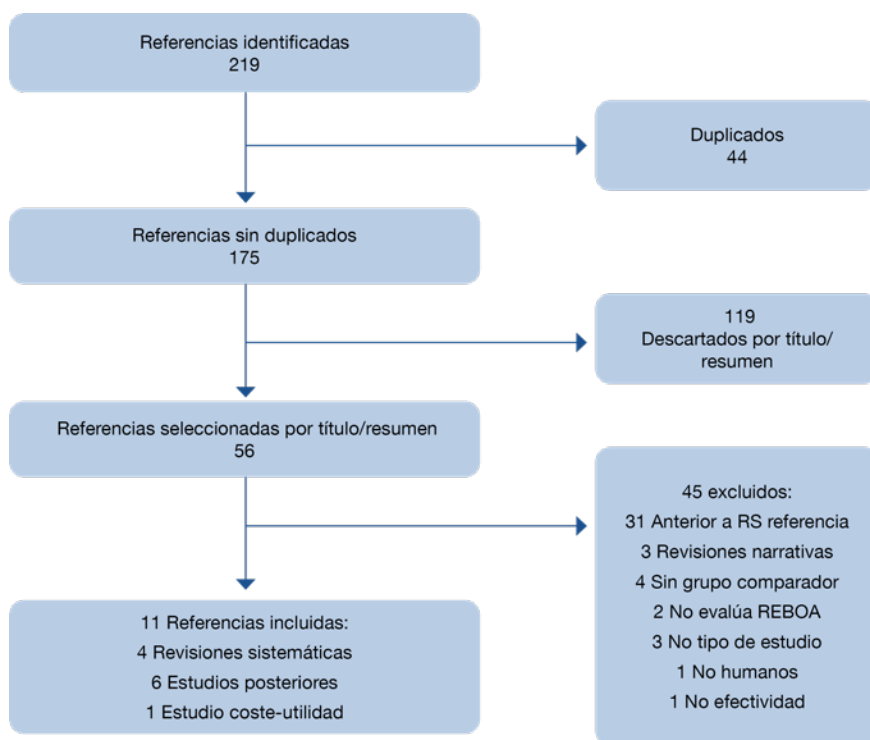 Referencias identificadas
219
Duplicados
44
Referencias sin duplicados
175
119
Descartados por título/
resumen
Referencias seleccionadas por título/resumen
56
45 excluidos:
31 Anterior a RS referencia
3 Revisiones narrativas
4 Sin grupo comparador
2 No evalúa REBOA
3 No tipo de estudio
1 No humanos
1 No efectividad
11 Referencias incluidas:
4 Revisiones sistemáticas
6 Estudios posteriores
1 Estudio coste-utilidad